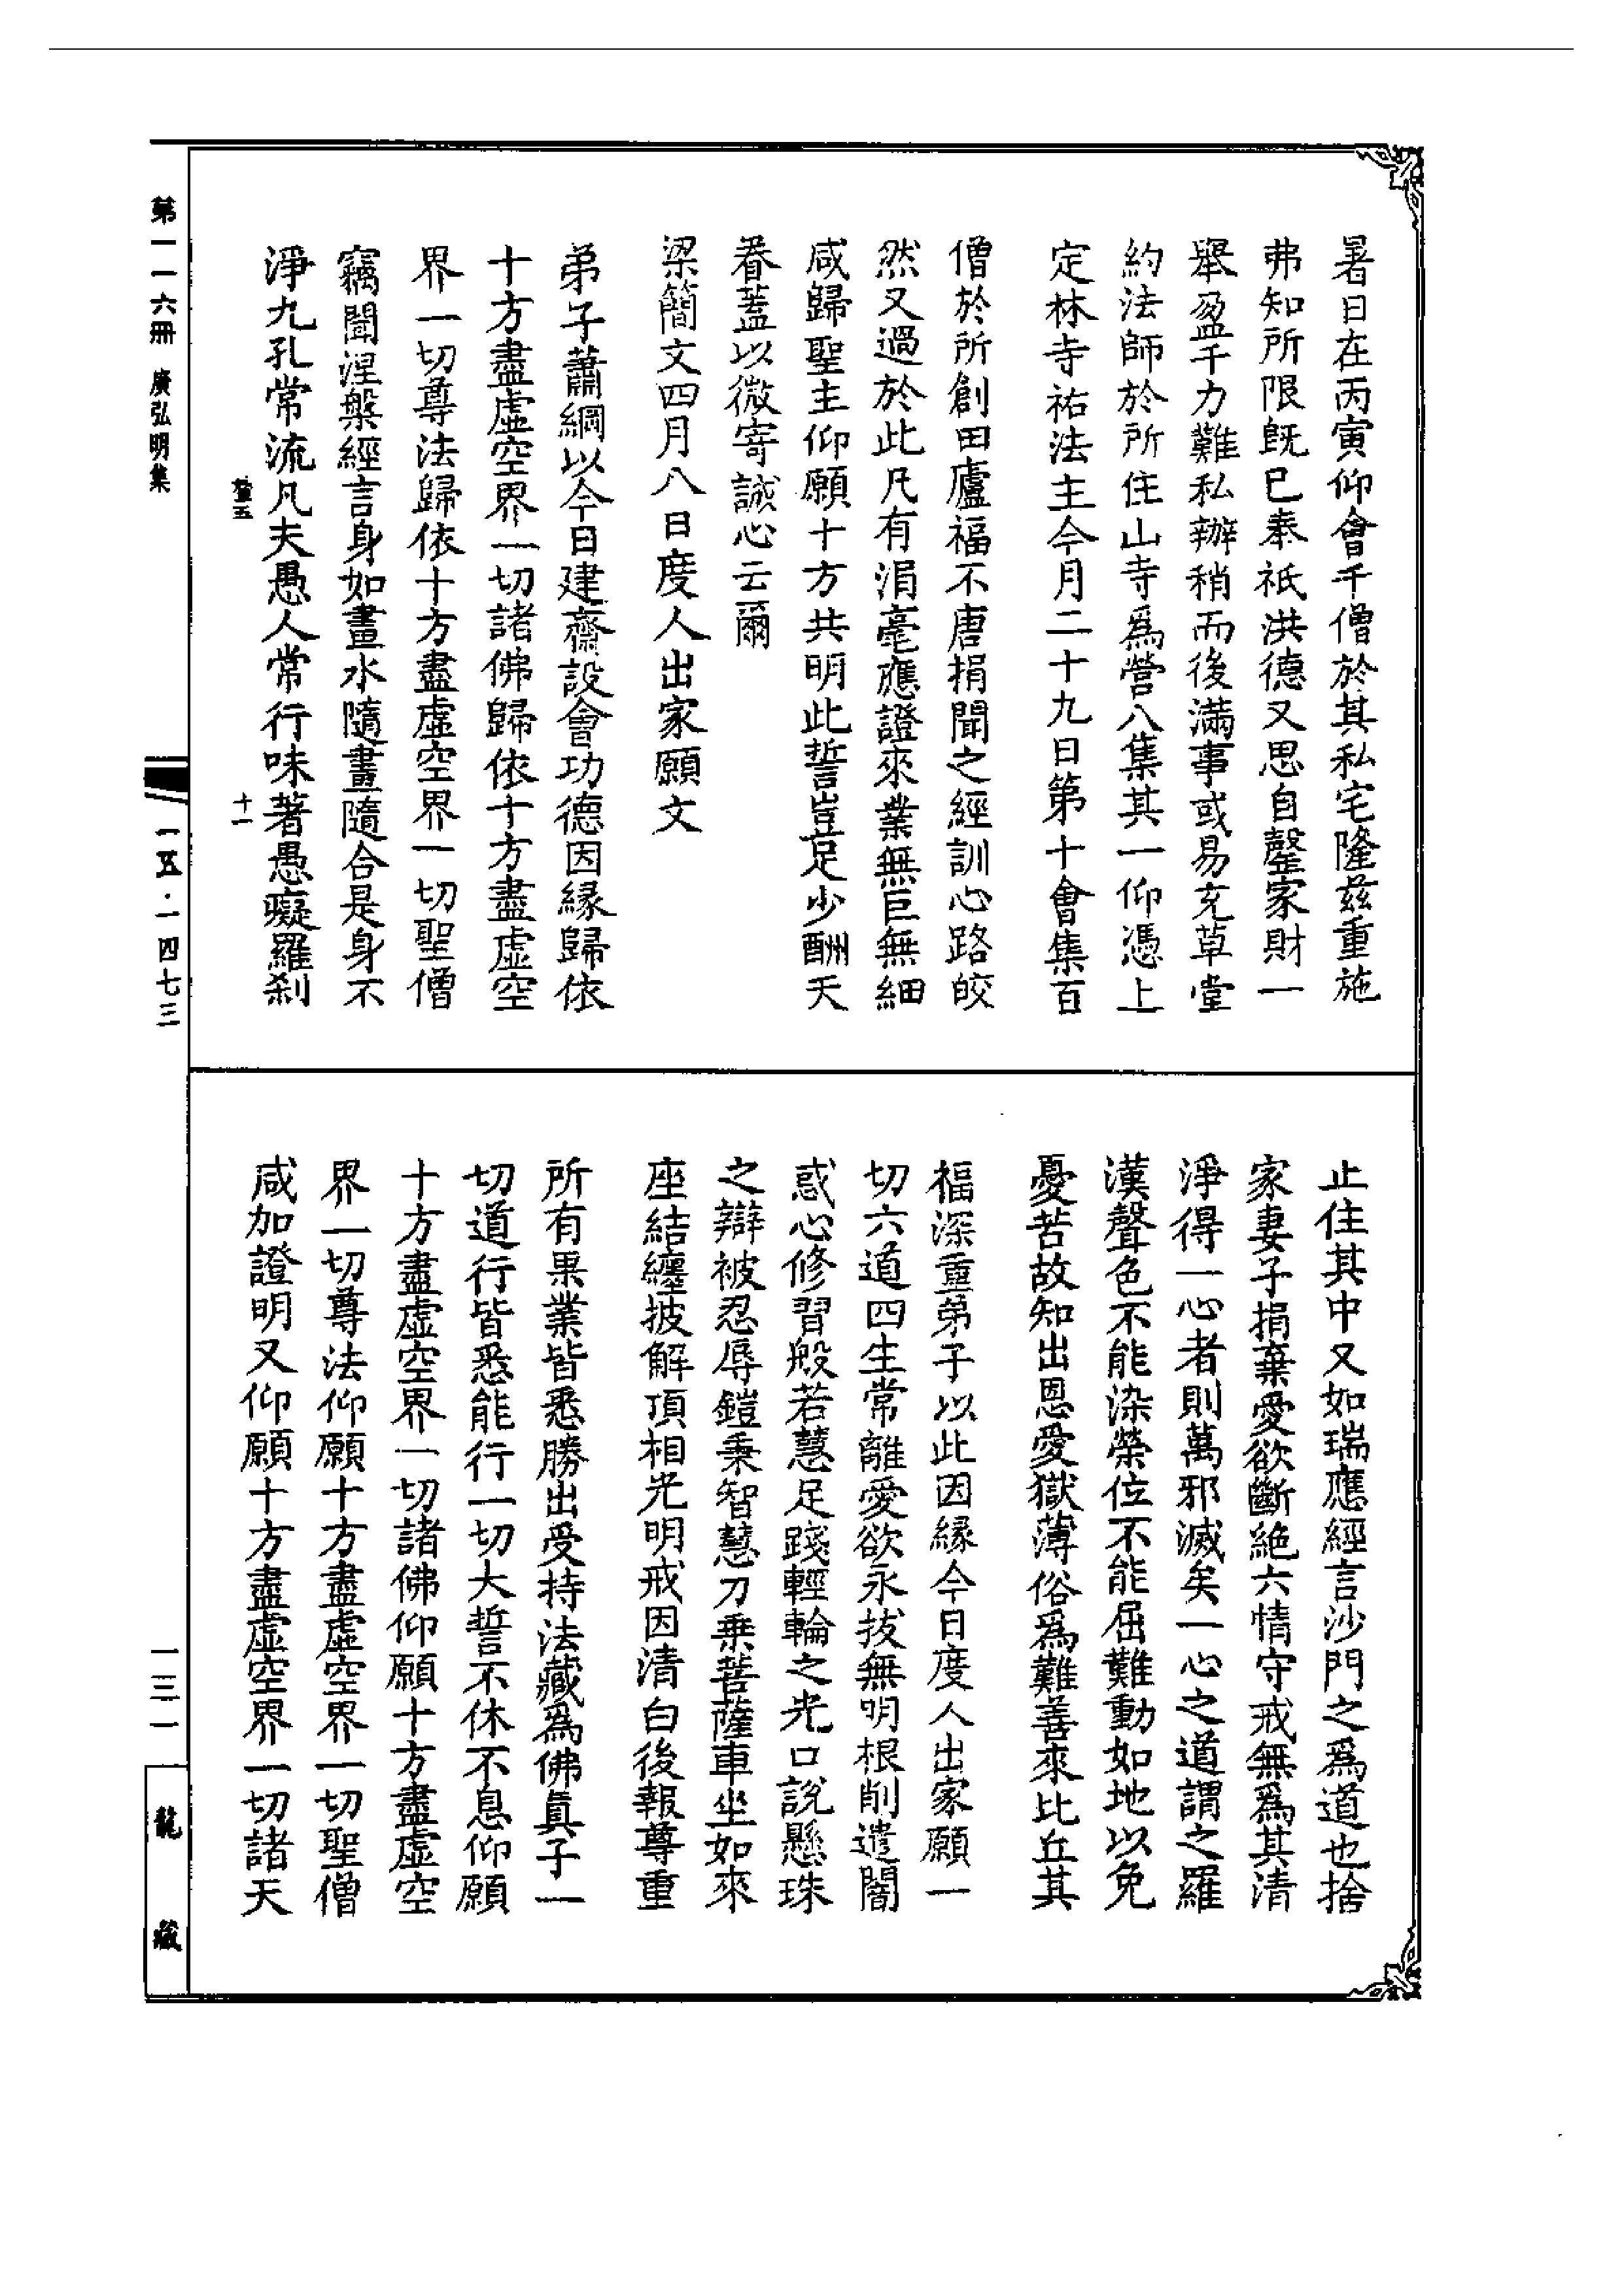 暑日在丙寅仰會千僧於其私宅隆茲重施
弗知所限既已奉祇洪德又思自罄家財一
舉盈千力難私辦稍而後滿事或易充草堂
約法師於所住山寺爲營八集其一仰憑上
定林寺祐法主今月二十九日第十會集百
僧於所創田廬福不唐捐聞之經訓心路皎
然又過於此凡有涓毫應證來業無巨無細
咸歸聖主仰願十方共明此誓豈足少酬天
眷蓋以微寄誠心云爾
梁簡文四月八日度人出家願文
弟子蕭綱以今日建齋設會功德因緣歸依
十方盡虛空界一切諸佛歸依十方盡虛空
界一切尊法歸依十方盡虛空界一切聖僧
竊聞涅槃經言身如畫水隨畫隨合是身不
淨九孔常流凡夫愚人常行味著愚癡羅刹
止住其中又如瑞應經言沙門之爲道也捨
家妻子捐棄愛欲斷絶六情守戒無爲其清
淨得一心者則萬邪滅矣一心之道謂之羅
漢聲色不能染榮位不能屈難動如地以免
憂苦故知出恩愛獄薄俗爲難善來比丘其
福深重弟子以此因緣今日度人出家願一
切六道四生常離愛欲永拔無明根削遣闇
惑心修習般若慧足踐輕輪之光口說懸珠
之辯被忍辱鎧秉智慧刀乘菩薩車坐如來
座結纏披解頂相光明戒因清白後報尊重
所有果業皆悉勝出受持法藏爲佛眞子一
切道行皆悉能行一切大誓不休不息仰願
十方盡虛空界一切諸佛仰願十方盡虛空
界一切尊法仰願十方盡虛空界一切聖僧
咸加證明又仰願十方盡虛空界一切諸天
第一一六冊 廣弘明集
十一
一五·一四七三
一三一
龍藏